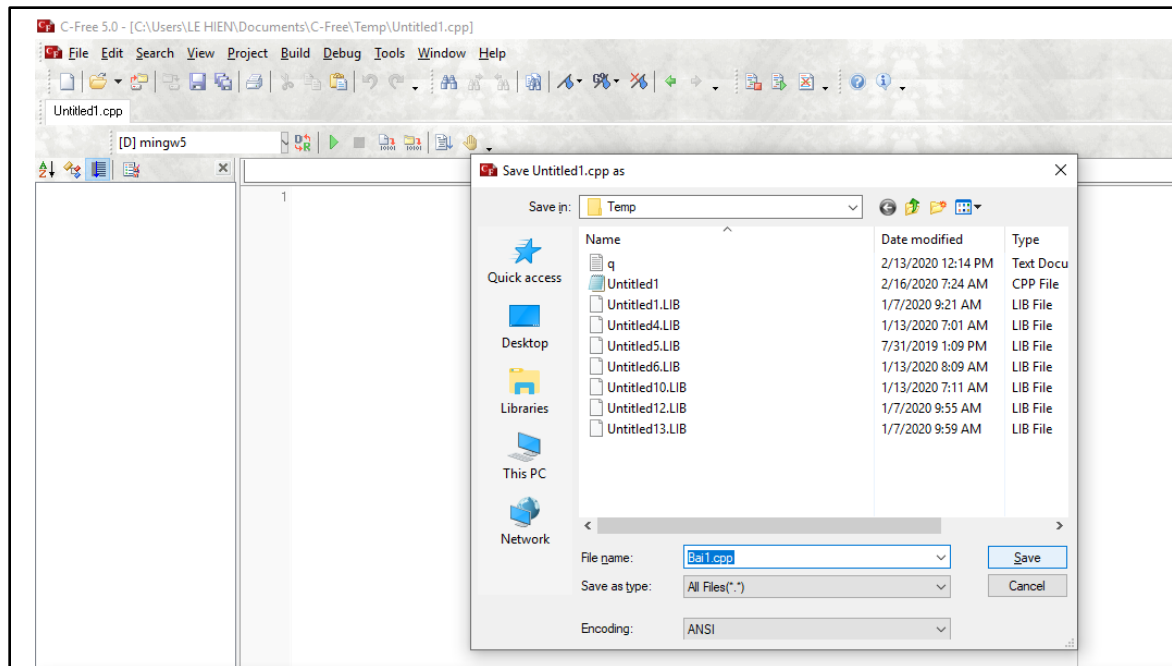 C-Free 5.0 - [C:\Users\LE HIEN\Documents\C-Free\Temp\Untitled1.cpp]
File Edit Search View Project Build Debug Tools Window Help
Untitled1.cpp
[D] mingw5
1
Save Untitled1.cpp as
Save in: Temp
Quick access
Desktop
Libraries
This PC
Network
Name Date modified Type
q 2/13/2020 12:14 PM Text Docu
Untitled1 2/16/2020 7:24 AM CPP File
Untitled1.LIB 1/7/2020 9:21 AM LIB File
Untitled4.LIB 1/13/2020 7:01 AM LIB File
Untitled5.LIB 7/31/2019 1:09 PM LIB File
Untitled6.LIB 1/13/2020 8:09 AM LIB File
Untitled10.LIB 1/13/2020 7:11 AM LIB File
Untitled12.LIB 1/7/2020 9:55 AM LIB File
Untitled13.LIB 1/7/2020 9:59 AM LIB File
File name: Bai1.cpp Save
Save as type: All Files(*.*) Cancel
Encoding: ANSI